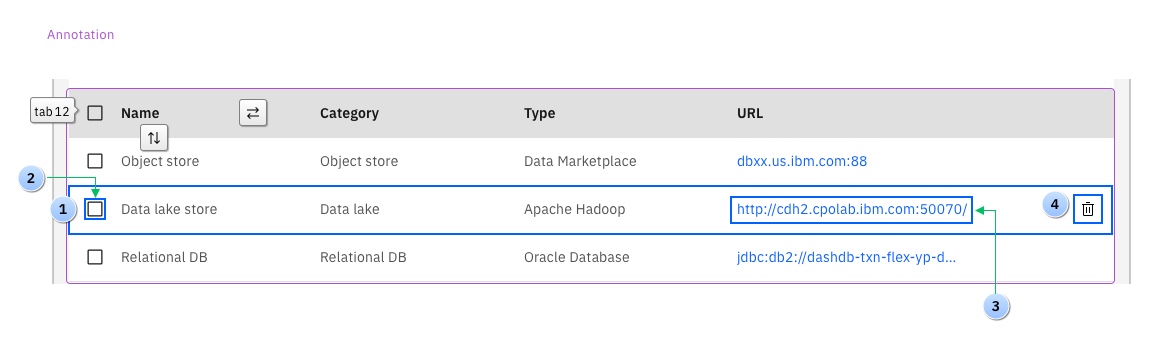 Annotation
tab 12
Name Category Type URL
Object store Object store Data Marketplace dbxx.us.ibm.com:88
2
1 Data lake store Data lake Apache Hadoop http://cdh2.cpolab.ibm.com:50070/ 4
Relational DB Relational DB Oracle Database jdbc:db2://dashdb-txn-flex-yp-d...
3